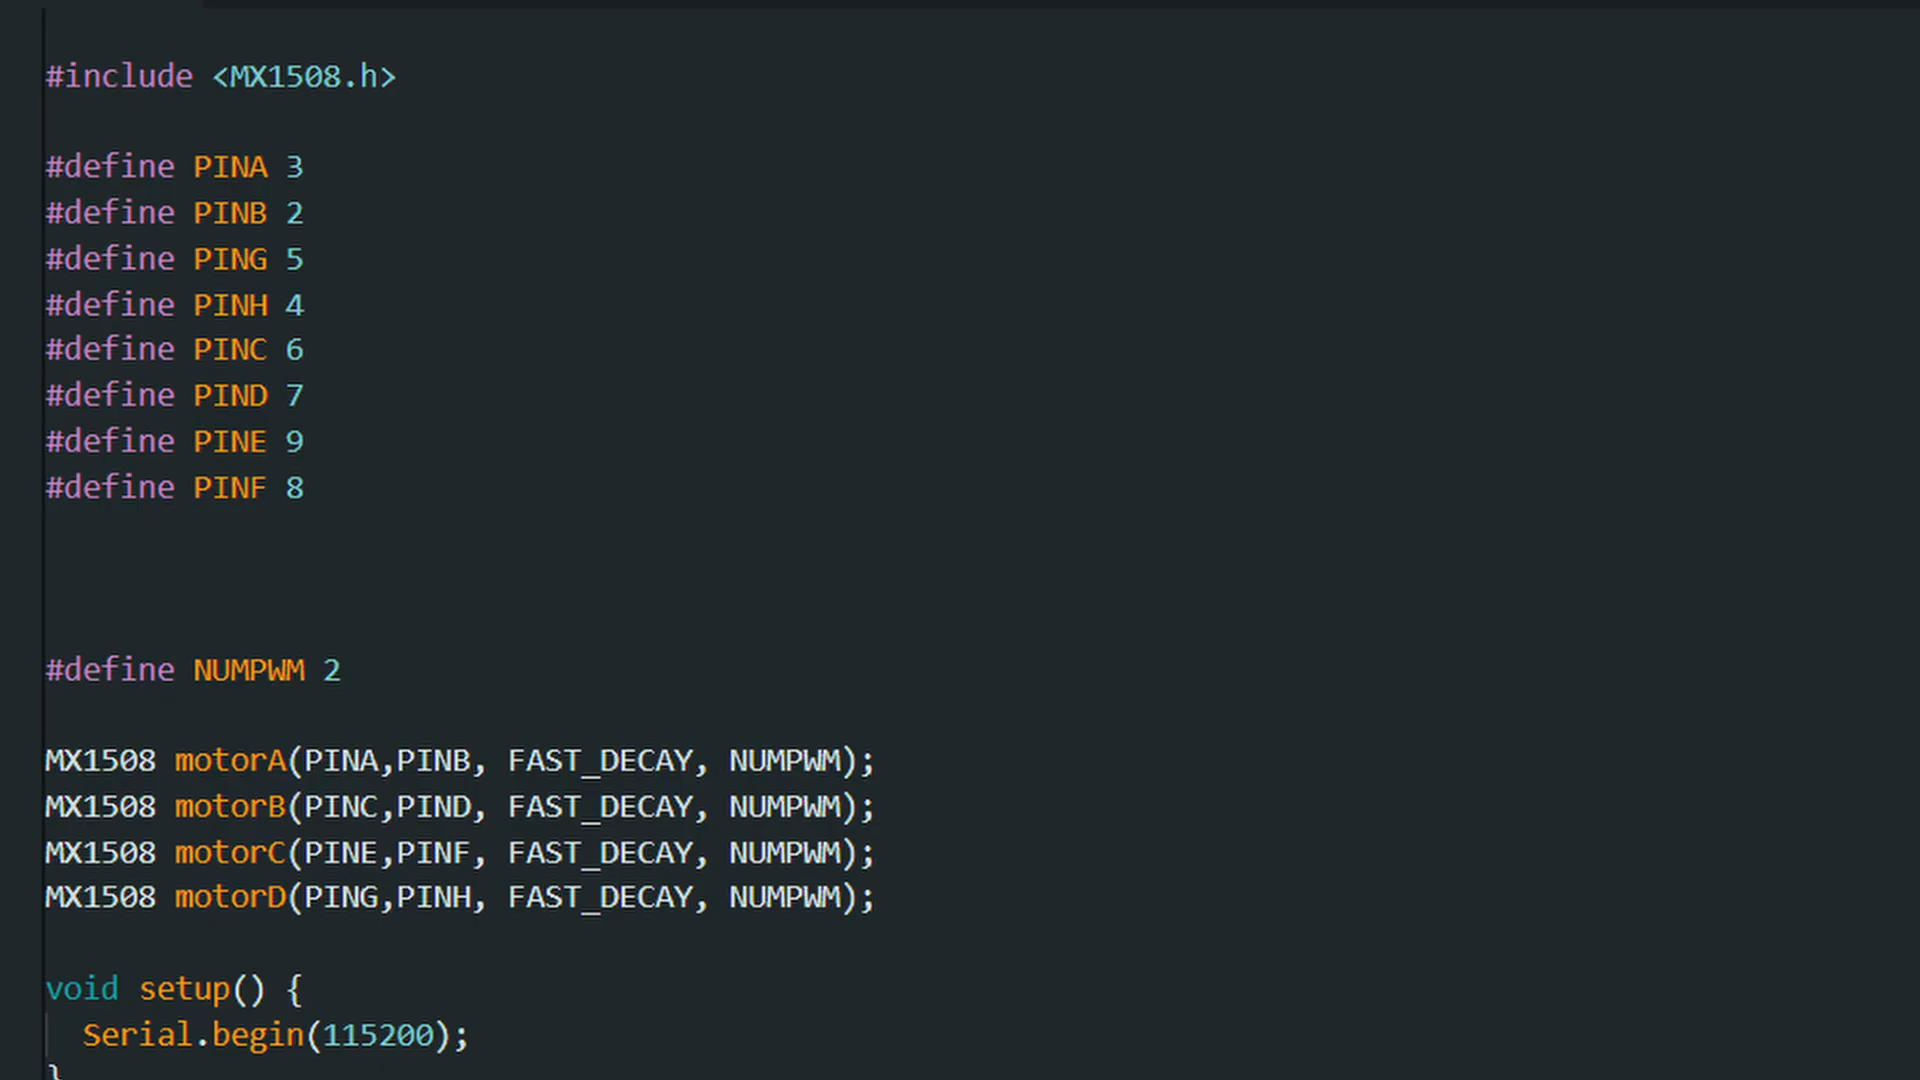 #include <MX1508.h>
#define PINA 3
#define PINB 2
#define PING 5
#define PINH 4
#define PINC 6
#define PIND 7
#define PINE 9
#define PINF 8
#define NUMPWM 2
MX1508 motorA(PINA,PINB, FAST_DECAY, NUMPWM);
MX1508 motorB(PINC,PIND, FAST_DECAY, NUMPWM);
MX1508 motorC(PINE,PINF, FAST_DECAY, NUMPWM);
MX1508 motorD(PING,PINH, FAST_DECAY, NUMPWM);
void setup() {
  Serial.begin(115200);
}